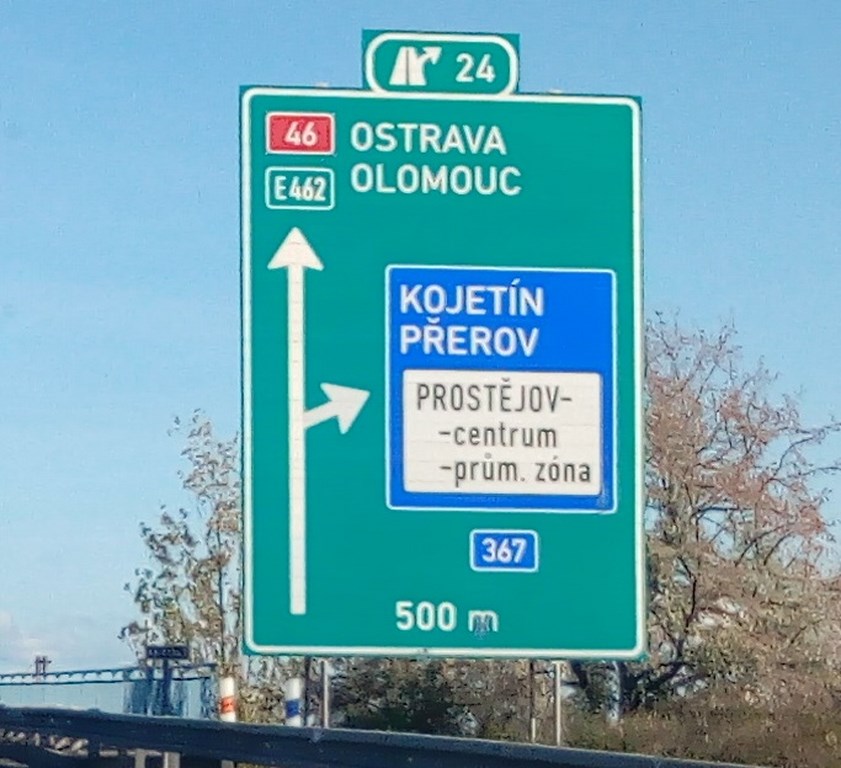 24
46 OSTRAVA
E462 OLOMOUC
KOJETÍN
PŘEROV
PROSTĚJOV-
-centrum
-prům. zóna
367
500 m